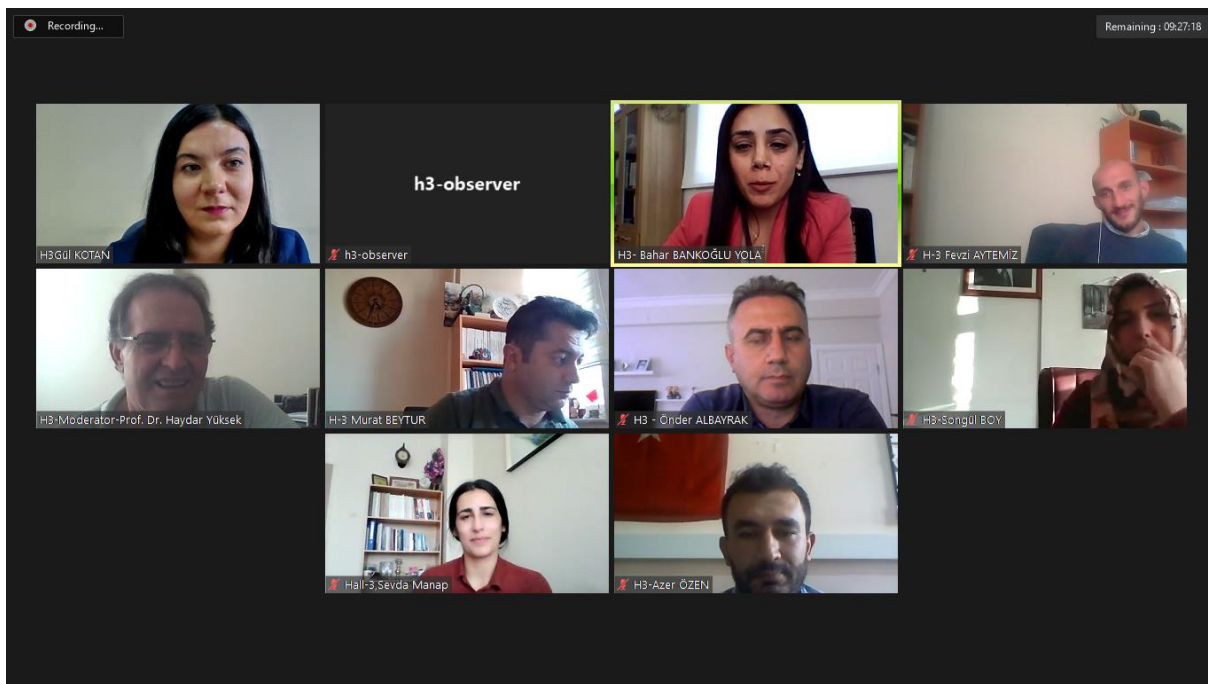 Recording...
Remaining : 09:27:18
H3Gül KOTAN
h3-observer
h3-observer
H3- Bahar BANKOĞLU YOLA
H-3 Fevzi AYTEMİZ
H3-Moderator-Prof. Dr. Haydar Yüksek
H-3 Murat BEYTUR
H3 - Önder ALBAYRAK
H3-Songül BOY
Hall-3,Sevda Manap
H3-Azer ÖZEN